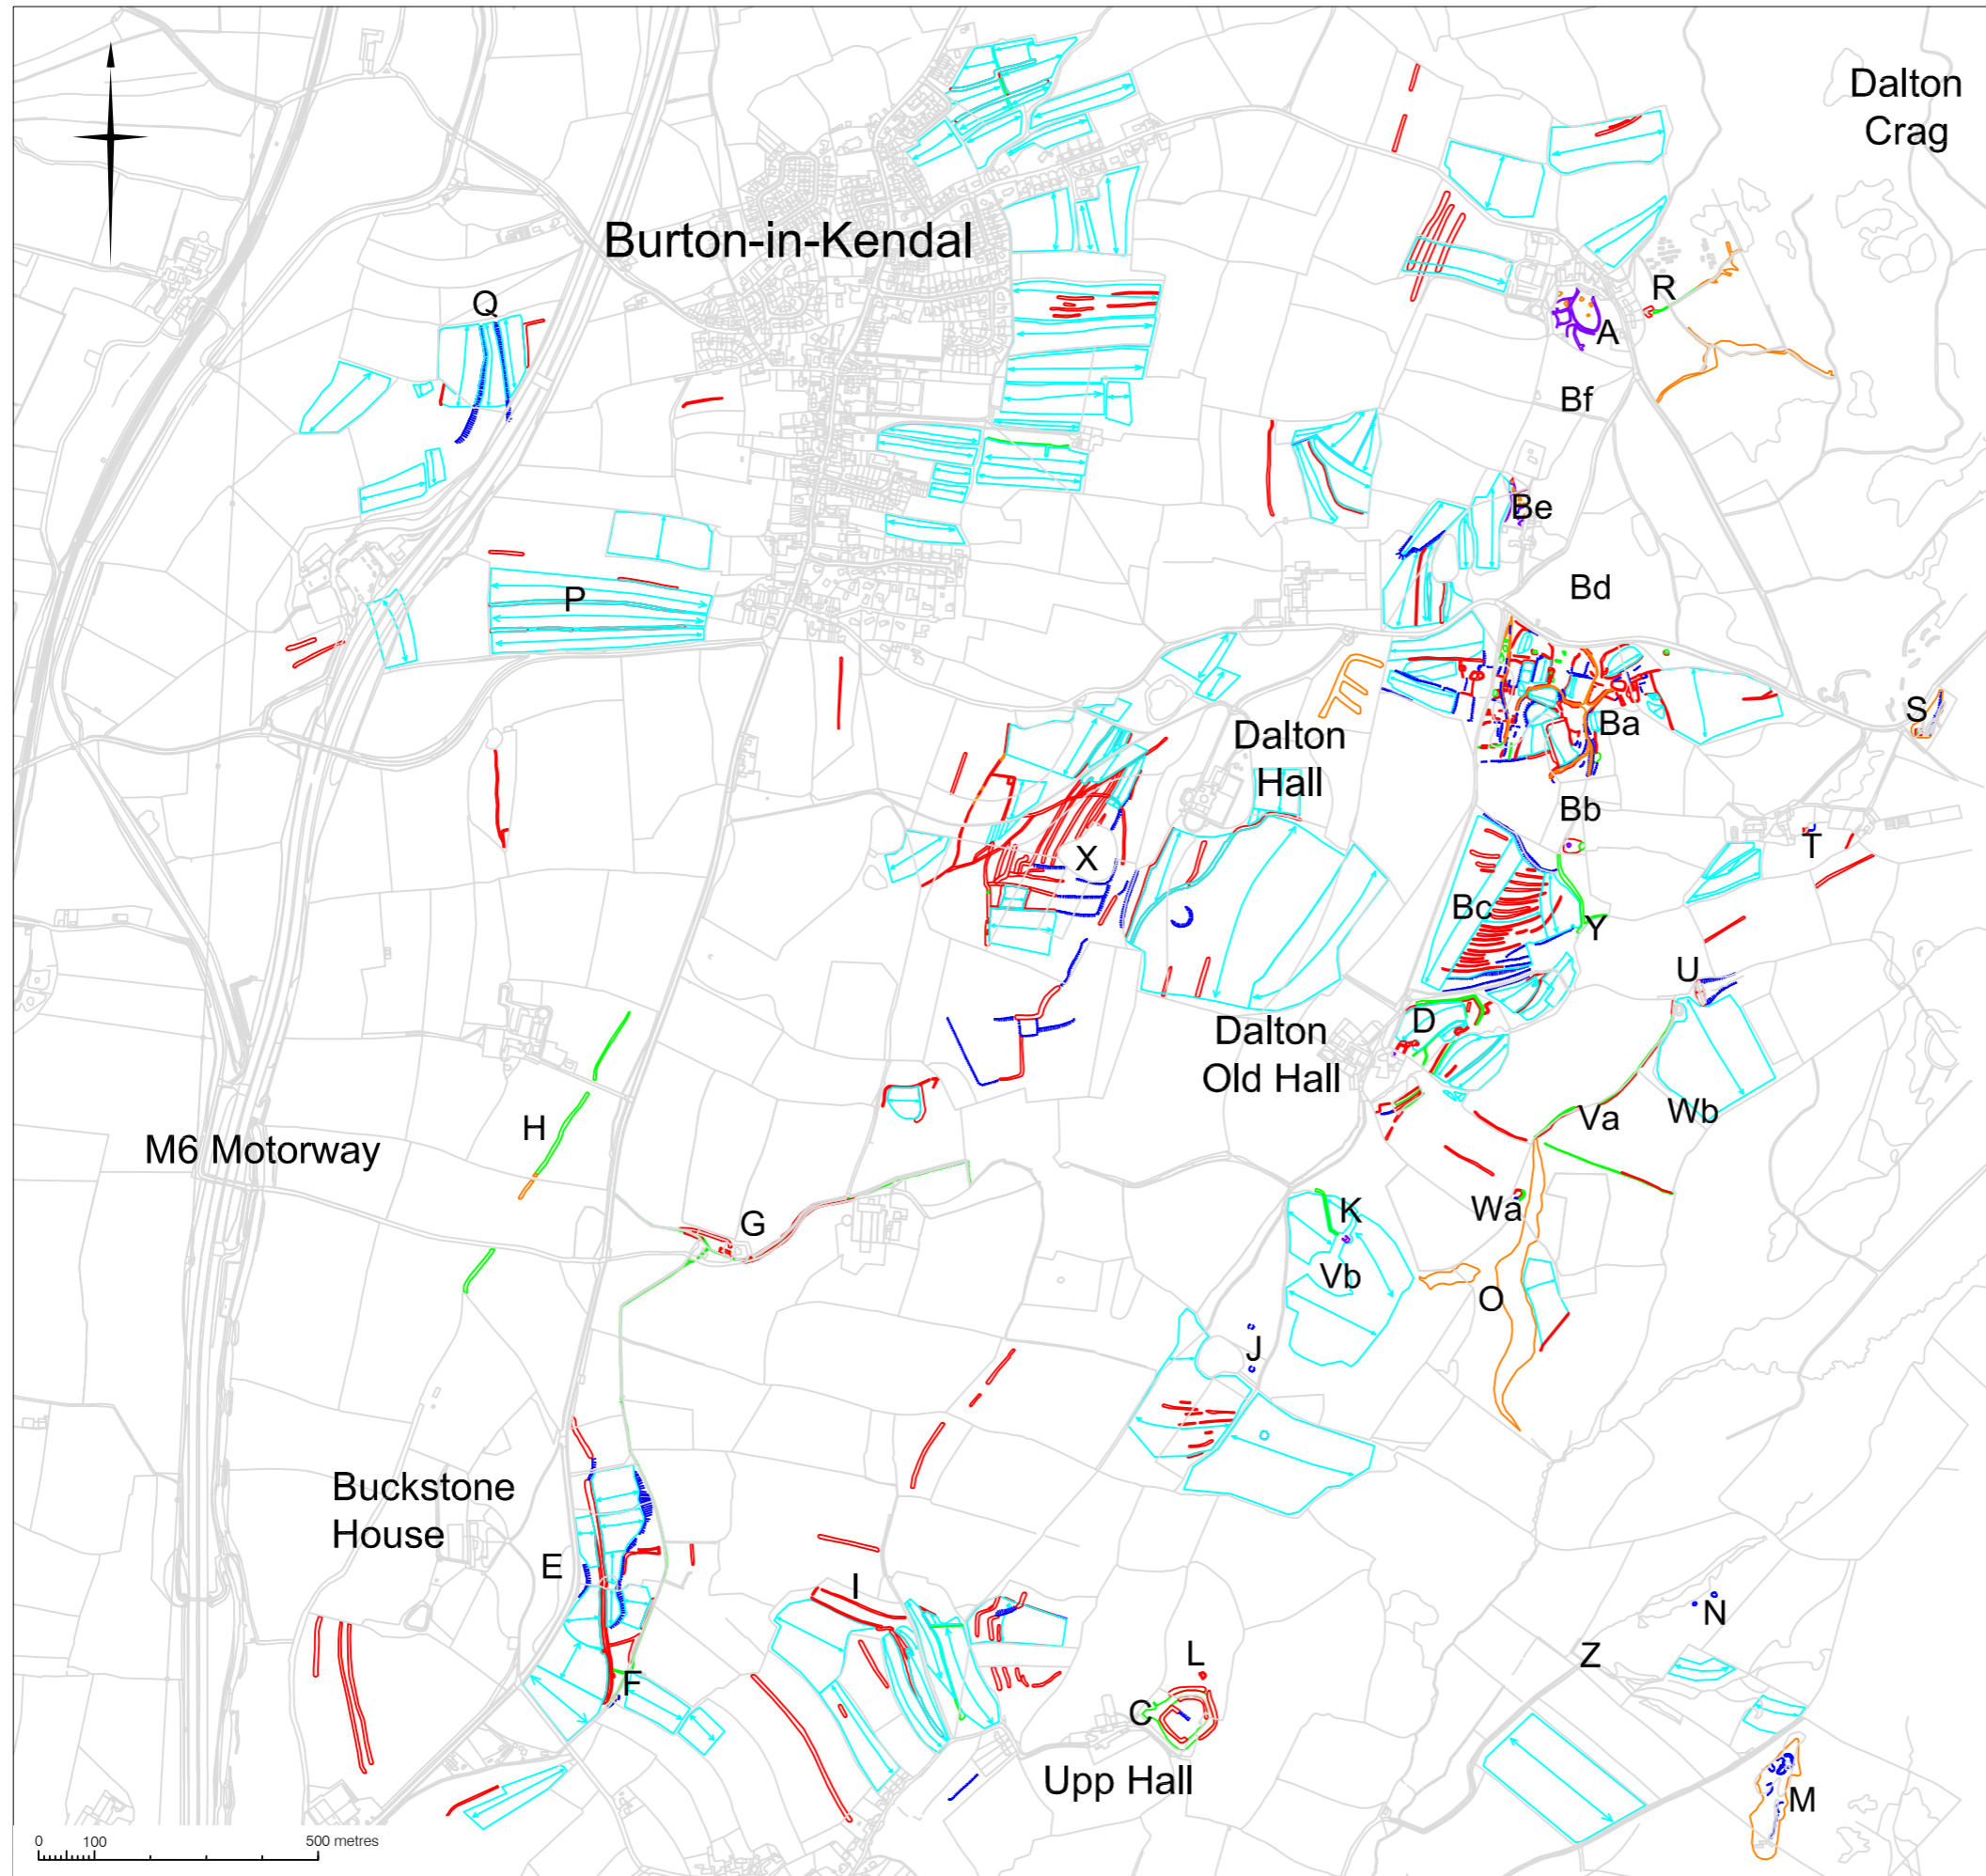 Dalton
Crag
Burton-in-Kendal
Q
R
A
Bf
Be
Bd
P
S
Ba
Dalton
Hall
Bb
T
X
Bc
Y
U
D
Dalton
Old Hall
Va
Wb
H
M6 Motorway
Wa
K
G
Vb
O
J
Buckstone
House
E
I
N
L
Z
F
C
Upp Hall
M
0 100 500 metres